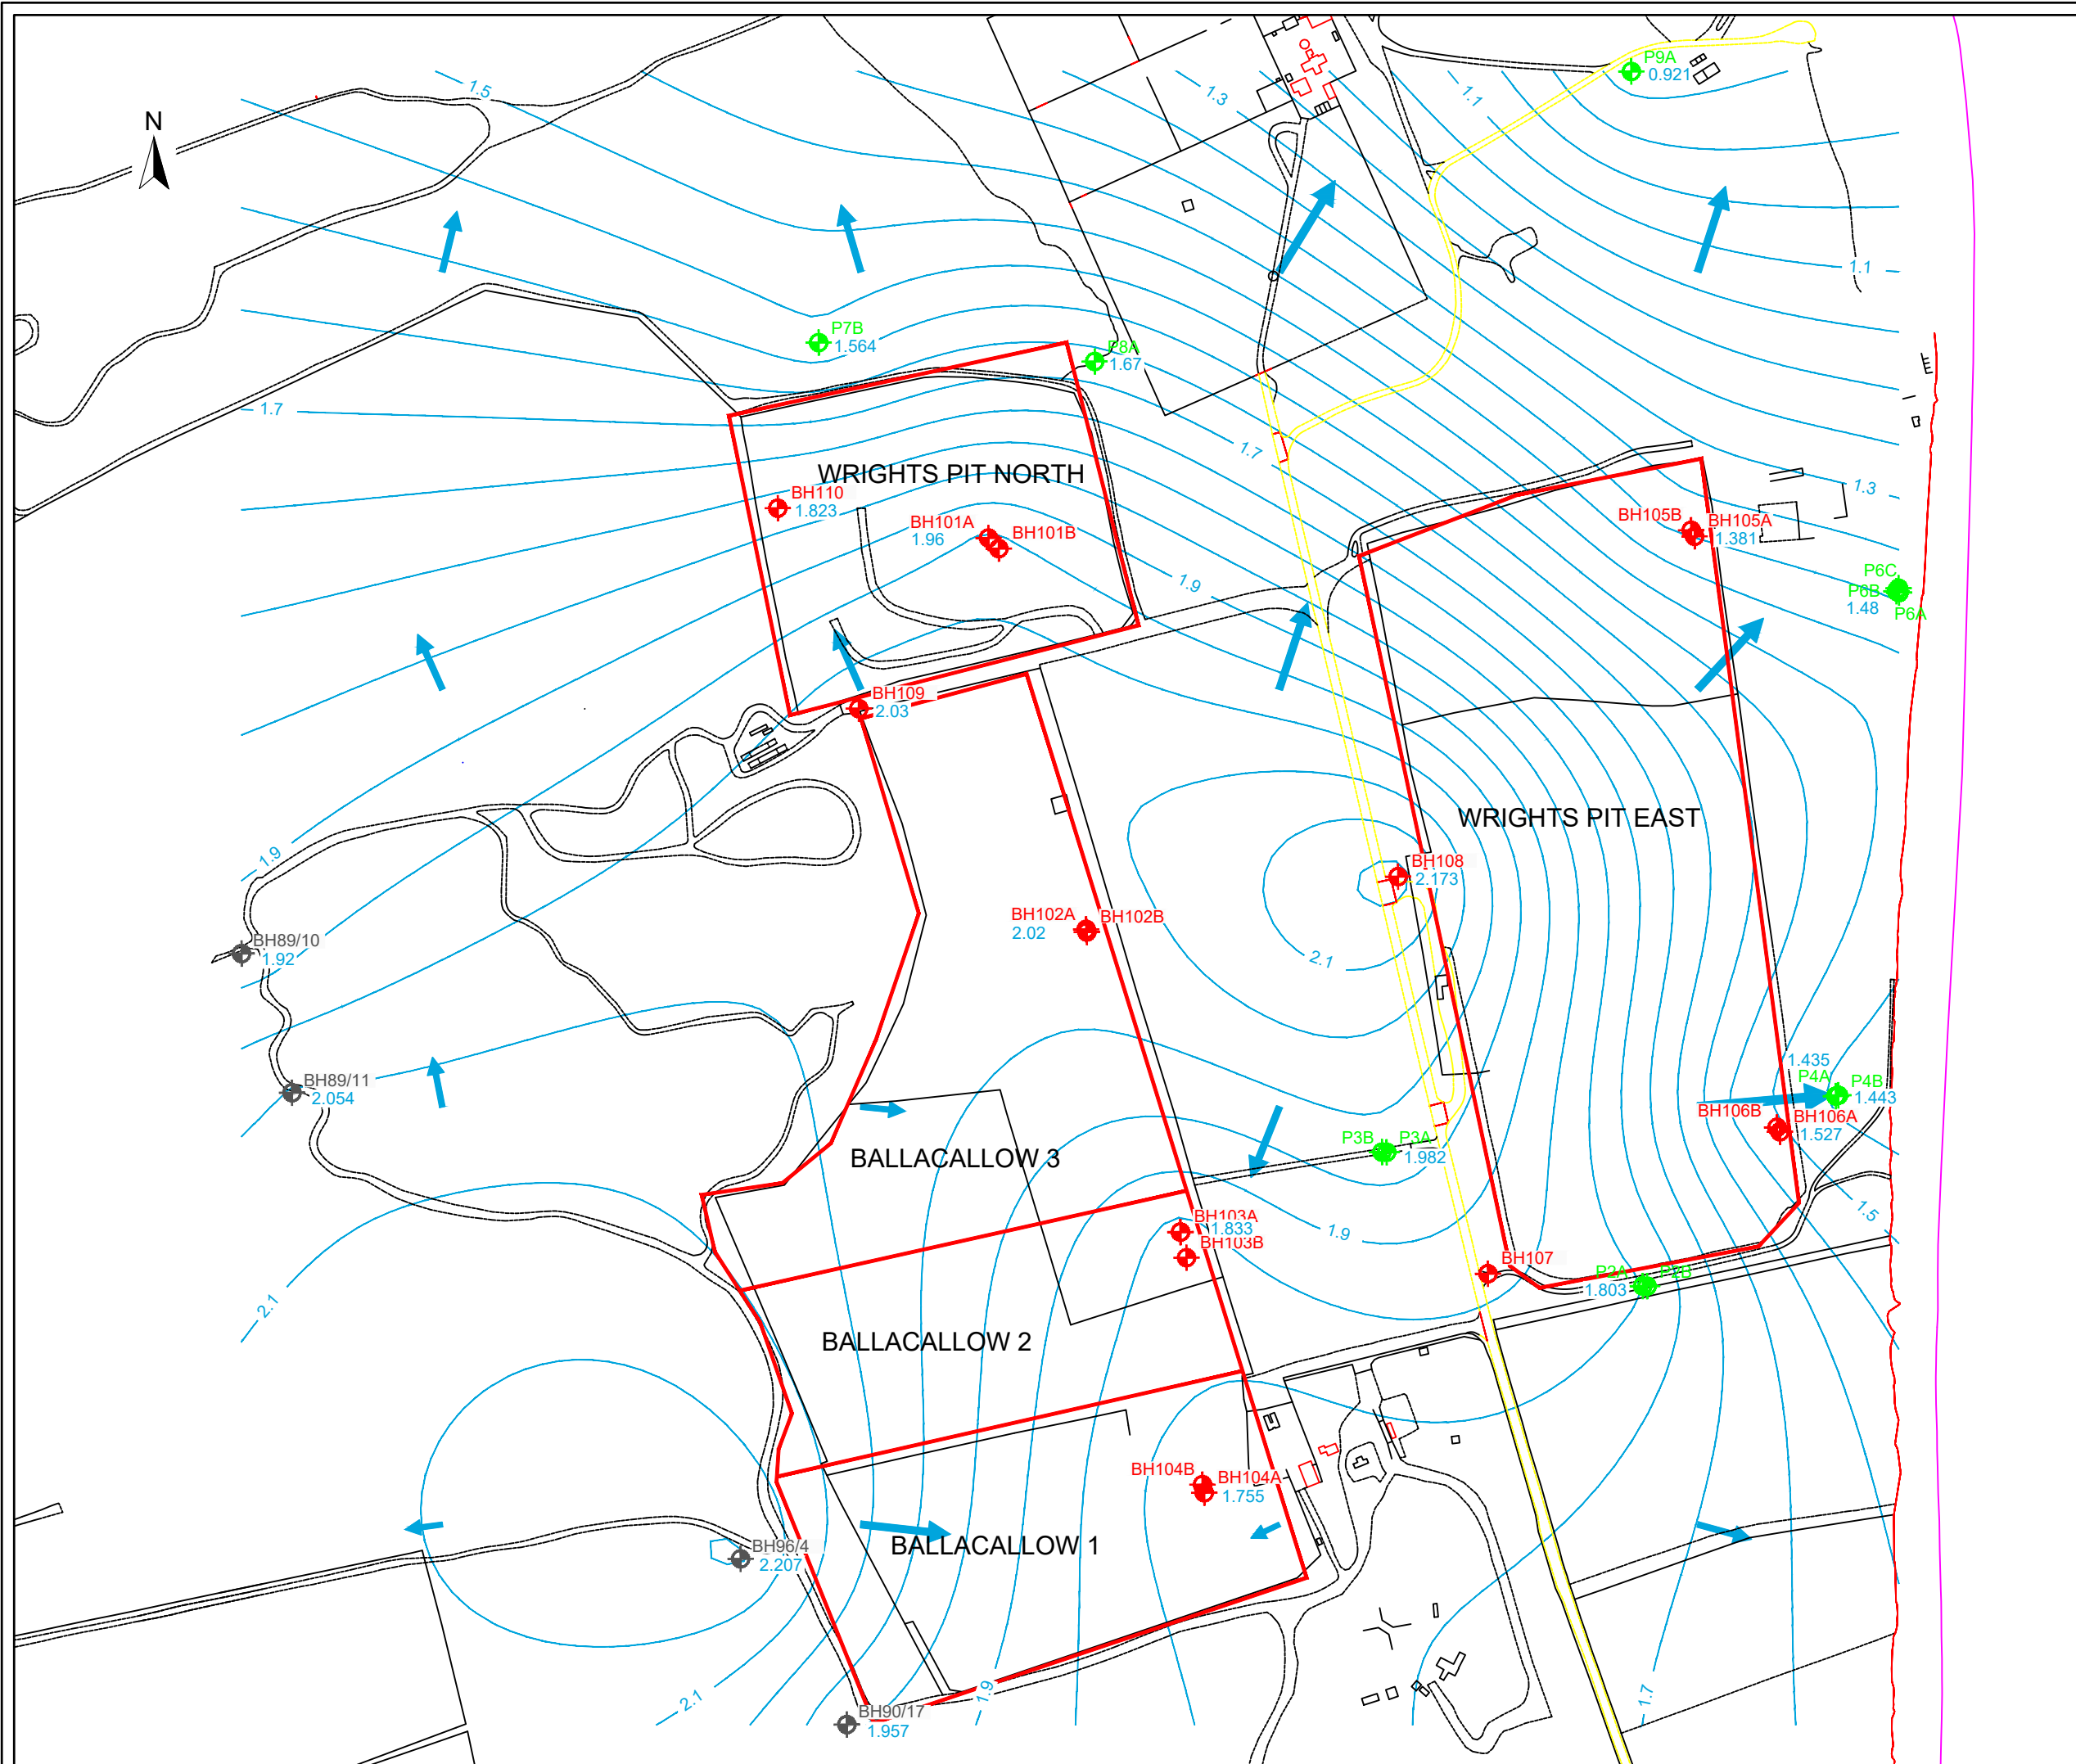 P9A
0.921
1.5
1.3
1.1
N
1.1
P7B
1.564
P8A
1.67
1.7
1.7
WRIGHTS PIT NORTH
1.3
BH110
1.823
BH101A
1.96
BH101B
BH105B
BH105A
1.381
P6C
P6B
1.48
P6A
1.9
BH109
2.03
WRIGHTS PIT EAST
1.9
BH108
2.173
BH102A
BH102B
2.02
BH89/10
1.92
2.1
BH89/11
2.054
1.435
P4A
P4B
1.443
BH106B
BH106A
1.527
P3B
P3A
1.982
BALLACALLOW 3
BH103A
1.833
BH103B
1.9
1.5
BH107
P2A
P2B
1.803
2.1
BALLACALLOW 2
BH104B
BH104A
1.755
BALLACALLOW 1
BH96/4
2.207
2.1
1.9
1.7
BH90/17
1.957